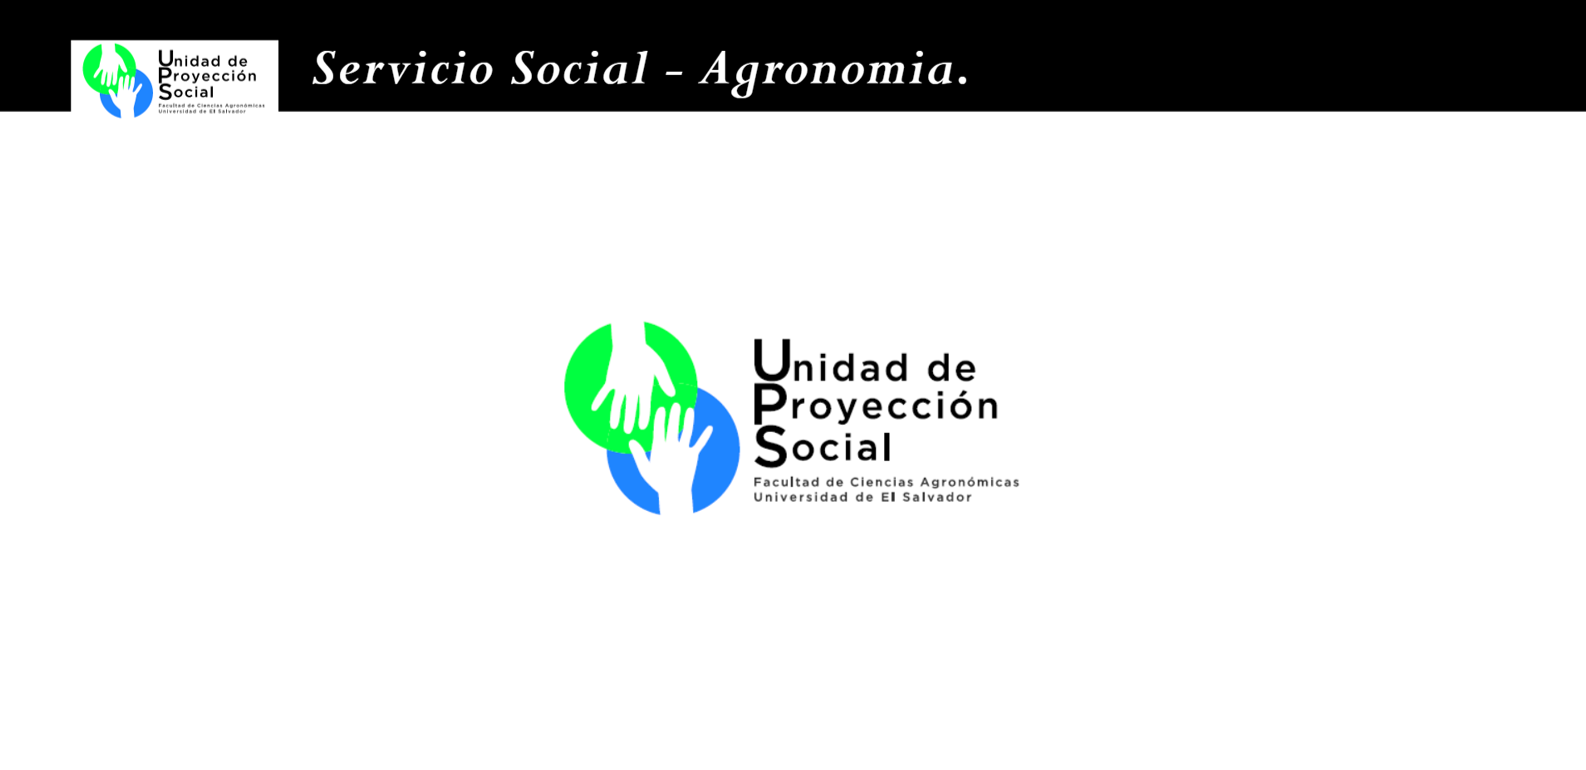 Unidad de
Proyección
Social
Facultad de Ciencias Agronómicas
Universidad de El Salvador
Servicio Social - Agronomia.
Unidad de
Proyección
Social
Facultad de Ciencias Agronómicas
Universidad de El Salvador